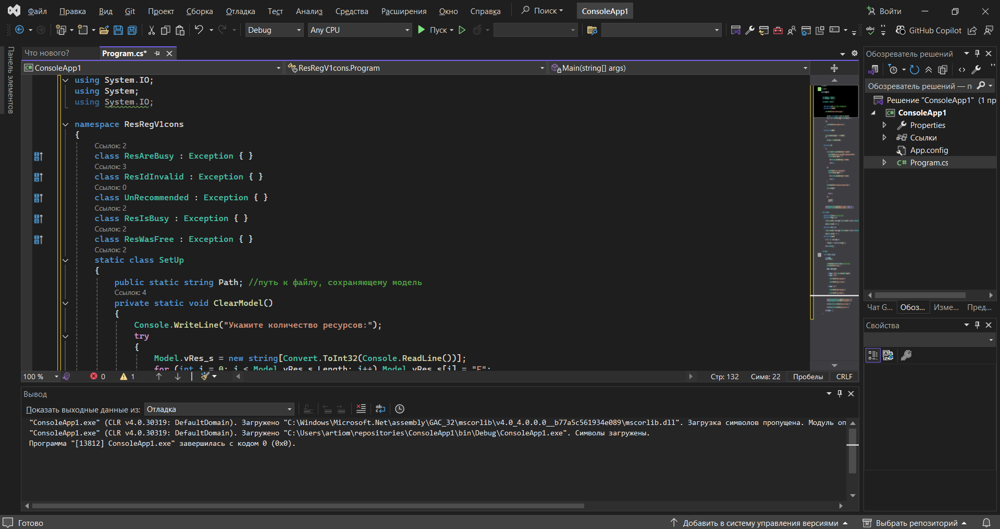 Файл Правка Вид Git Проект Сборка Отладка Тест Анализ Средства Расширения Окно Справка Поиск ConsoleApp1 Войти
Debug Any CPU Пуск abc GitHub Copilot
Панель элементов
Что нового? Program.cs*
ConsoleApp1 ResRegV1cons.Program Main(string[] args)
using System.IO;
using System;
using System.IO;
namespace ResRegV1cons
{
Ссылок: 2
class ResAreBusy : Exception { }
Ссылок: 3
class ResIdInvalid : Exception { }
Ссылок: 0
class UnRecommended : Exception { }
Ссылок: 2
class ResIsBusy : Exception { }
Ссылок: 2
class ResWasFree : Exception { }
Ссылок: 2
static class SetUp
{
public static string Path; //путь к файлу, сохраняющему модель
Ссылок: 4
private static void ClearModel()
{
Console.WriteLine("Укажите количество ресурсов:");
try
{
Model.vRes_s = new string[Convert.ToInt32(Console.ReadLine())];
for (int i = 0; i < Model.vRes_s.Length; i++) Model.vRes_s[i] = "F";
100 % 0 1 Стр: 132 Симв: 22 Пробелы CRLF
Вывод
Показать выходные данные из: Отладка
"ConsoleApp1.exe" (CLR v4.0.30319: DefaultDomain). Загружено "C:\Windows\Microsoft.Net\assembly\GAC_32\mscorlib\v4.0_4.0.0.0__b77a5c561934e089\mscorlib.dll". Загрузка символов пропущена. Модуль оп
"ConsoleApp1.exe" (CLR v4.0.30319: DefaultDomain). Загружено "C:\Users\artiom\repositories\ConsoleApp1\bin\Debug\ConsoleApp1.exe". Символы загружены.
Программа "[13812] ConsoleApp1.exe" завершилась с кодом 0 (0x0).
Обозреватель решений
Обозреватель решений — п
Решение "ConsoleApp1" (1 пр
ConsoleApp1
Properties
Ссылки
App.config
C# Program.cs
Чат G... Обоз... Изме... Пред...
Свойства
Готово Добавить в систему управления версиями Выбрать репозиторий